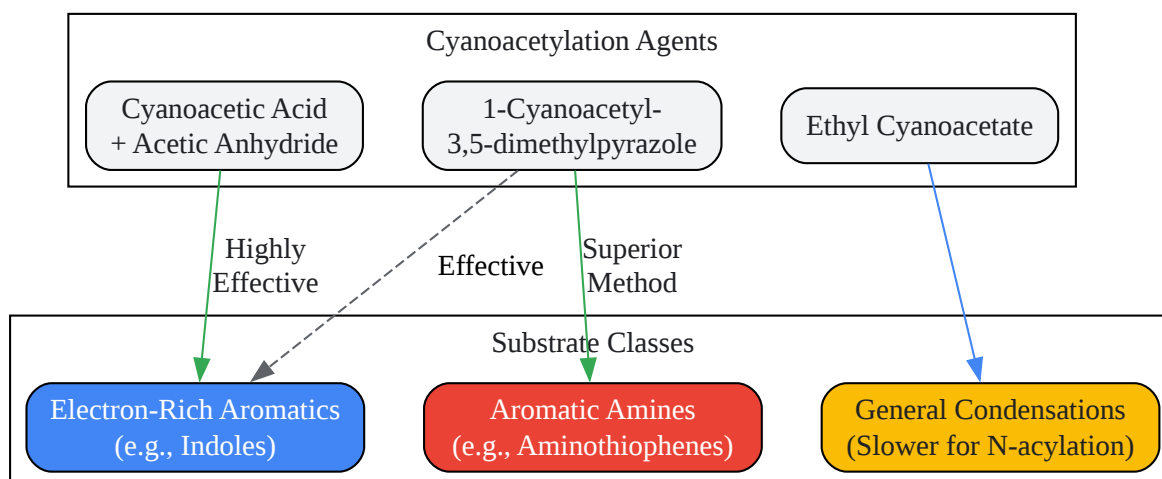 Cyanoacetylation Agents
Cyanoacetic Acid
+ Acetic Anhydride
1-Cyanoacetyl-
3,5-dimethylpyrazole
Ethyl Cyanoacetate
Highly
Effective
Effective
Superior
Method
Substrate Classes
Electron-Rich Aromatics
(e.g., Indoles)
Aromatic Amines
(e.g., Aminothiophenes)
General Condensations
(Slower for N-acylation)